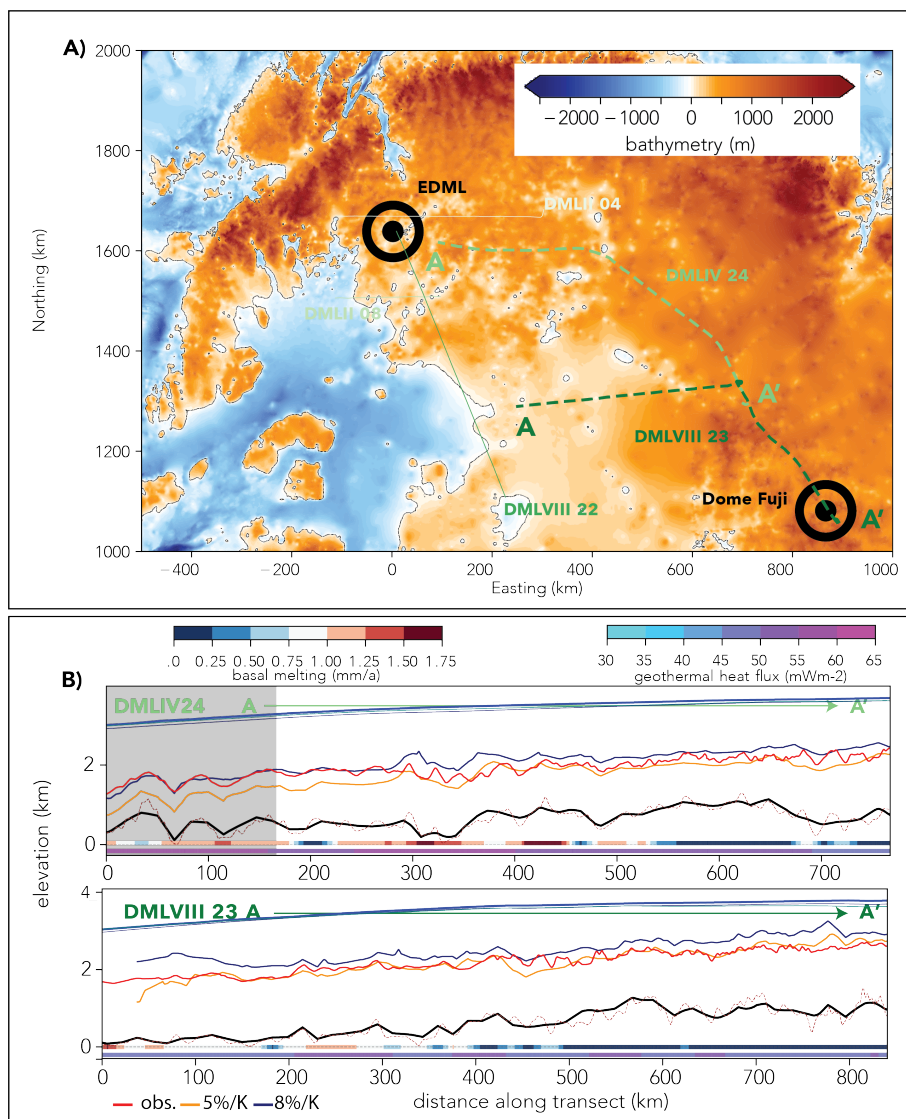 A)
2000
1800
1600
1400
1200
1000
Northing (km)
−2000 −1000 0 1000 2000
bathymetry (m)
EDML
DMLII 04
A
DMLIV 24
DMLII 08
A'
A
DMLVIII 23
Dome Fuji
DMLVIII 22
A'
−400 −200 0 200 400 600 800 1000
Easting (km)
.0 0.25 0.50 0.75 1.00 1.25 1.50 1.75
basal melting (mm/a)
30 35 40 45 50 55 60 65
geothermal heat flux (mWm-2)
B)
DMLIV24 A A'
2
0
0 100 200 300 400 500 600 700
elevation (km)
4
DMLVIII 23 A A'
2
0
0 100 200 300 400 500 600 700 800
obs. 5%/K 8%/K distance along transect (km)